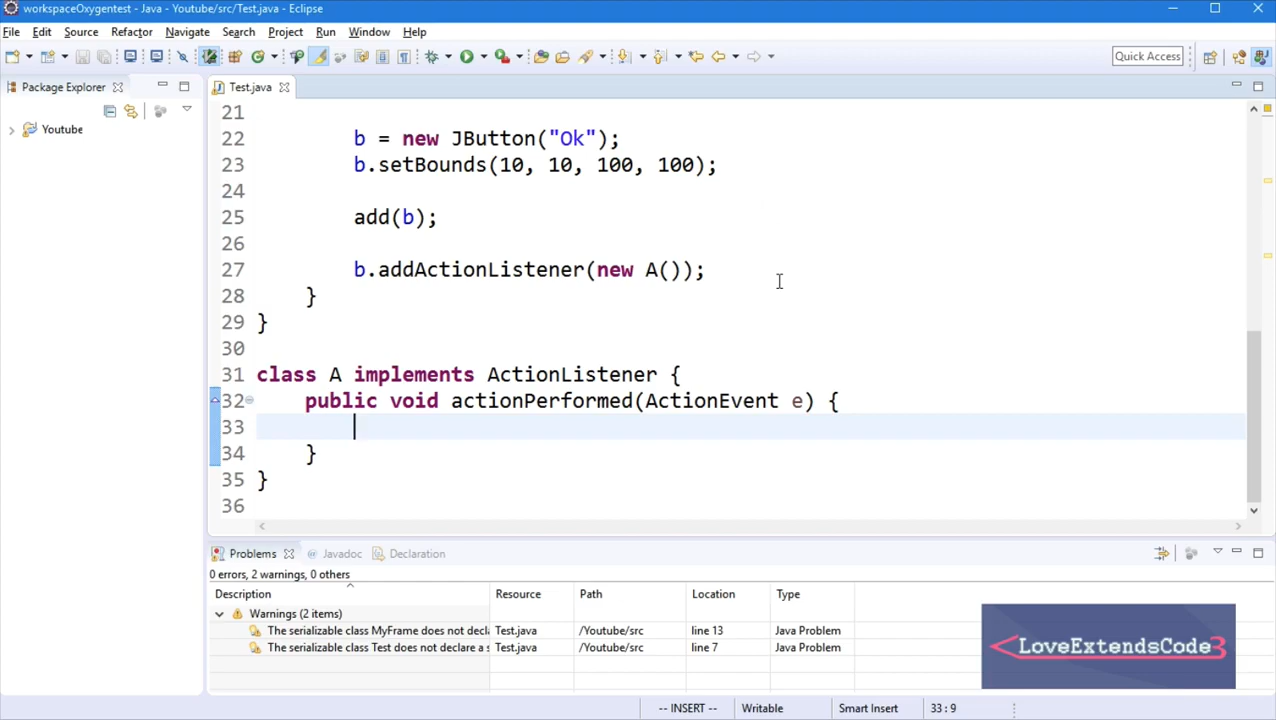 workspaceOxygentest - Java - Youtube/src/Test.java - Eclipse
File Edit Source Refactor Navigate Search Project Run Window Help
Quick Access
Package Explorer
Test.java
Youtube
21
22 b = new JButton("Ok");
23 b.setBounds(10, 10, 100, 100);
24
25 add(b);
26
27 b.addActionListener(new A());
28 }
29 }
30
31 class A implements ActionListener {
32 public void actionPerformed(ActionEvent e) {
33
34 }
35 }
36
Problems @ Javadoc Declaration
0 errors, 2 warnings, 0 others
Description Resource Path Location Type
Warnings (2 items)
The serializable class MyFrame does not decla Test.java /Youtube/src line 13 Java Problem
The serializable class Test does not declare a s Test.java /Youtube/src line 7 Java Problem
<LoveExtendsCode3
-- INSERT -- Writable Smart Insert 33 : 9